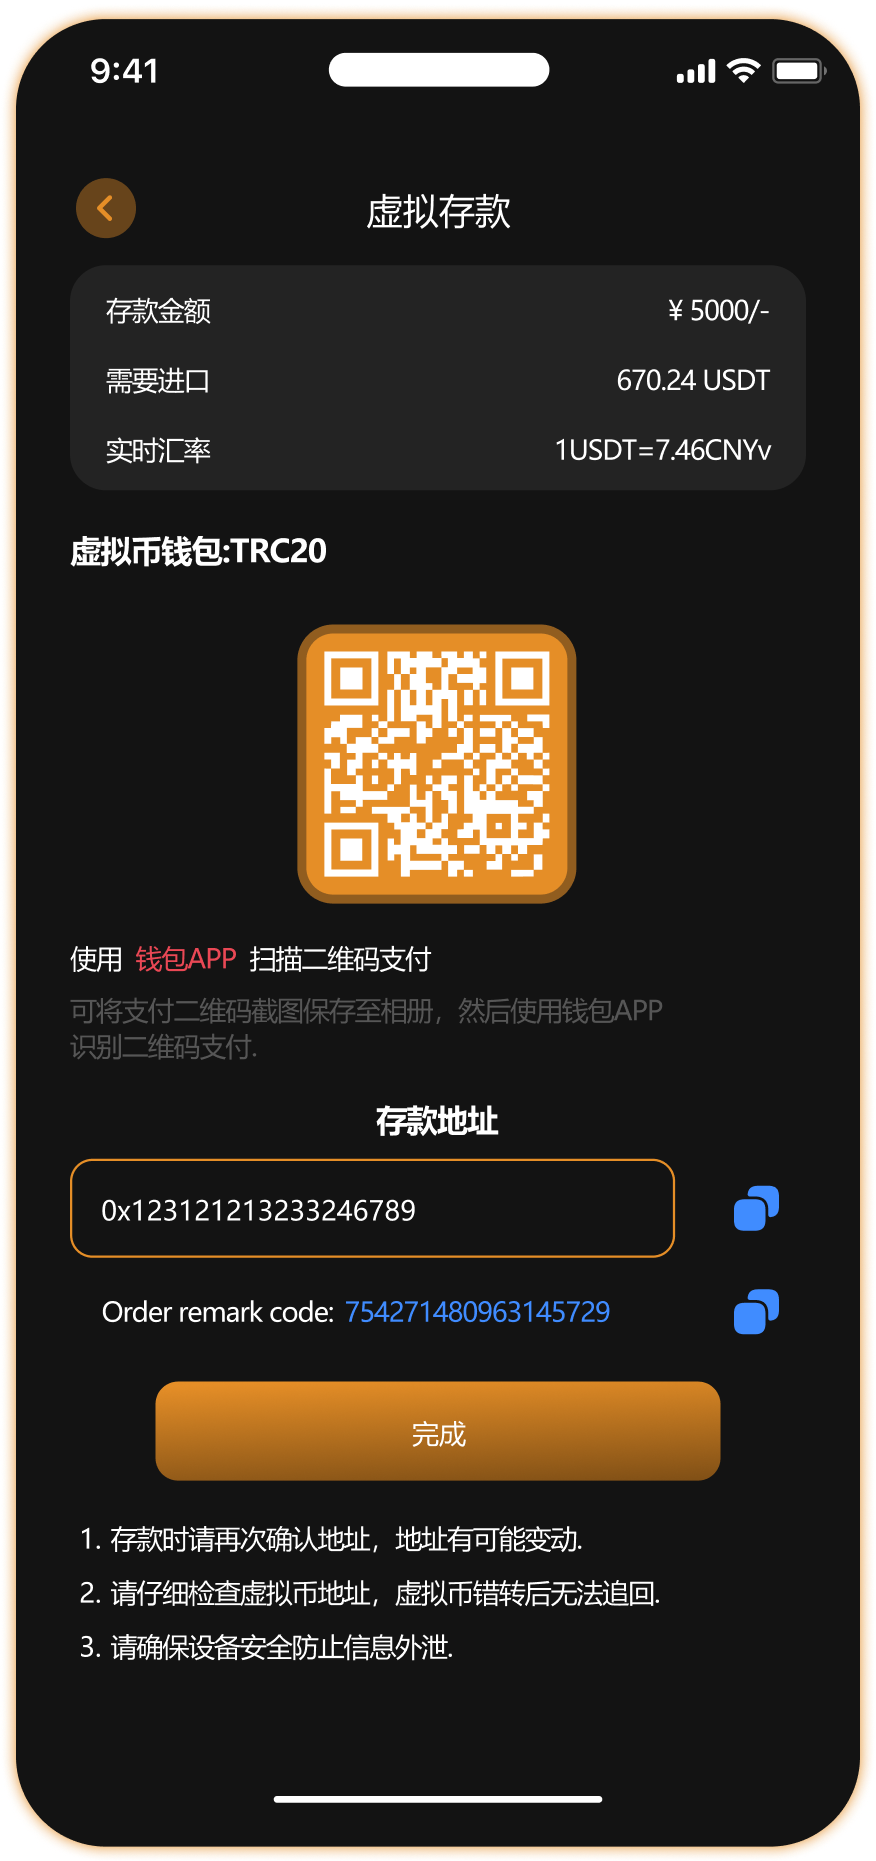 9:41
虚拟存款
存款金额 ¥ 5000/-
需要进口 670.24 USDT
实时汇率 1USDT=7.46CNYv
虚拟币钱包:TRC20
使用 钱包APP 扫描二维码支付
可将支付二维码截图保存至相册，然后使用钱包APP
识别二维码支付.
存款地址
0x123121213233246789
Order remark code: 754271480963145729
完成
1. 存款时请再次确认地址，地址有可能变动.
2. 请仔细检查虚拟币地址，虚拟币错转后无法追回.
3. 请确保设备安全防止信息外泄.